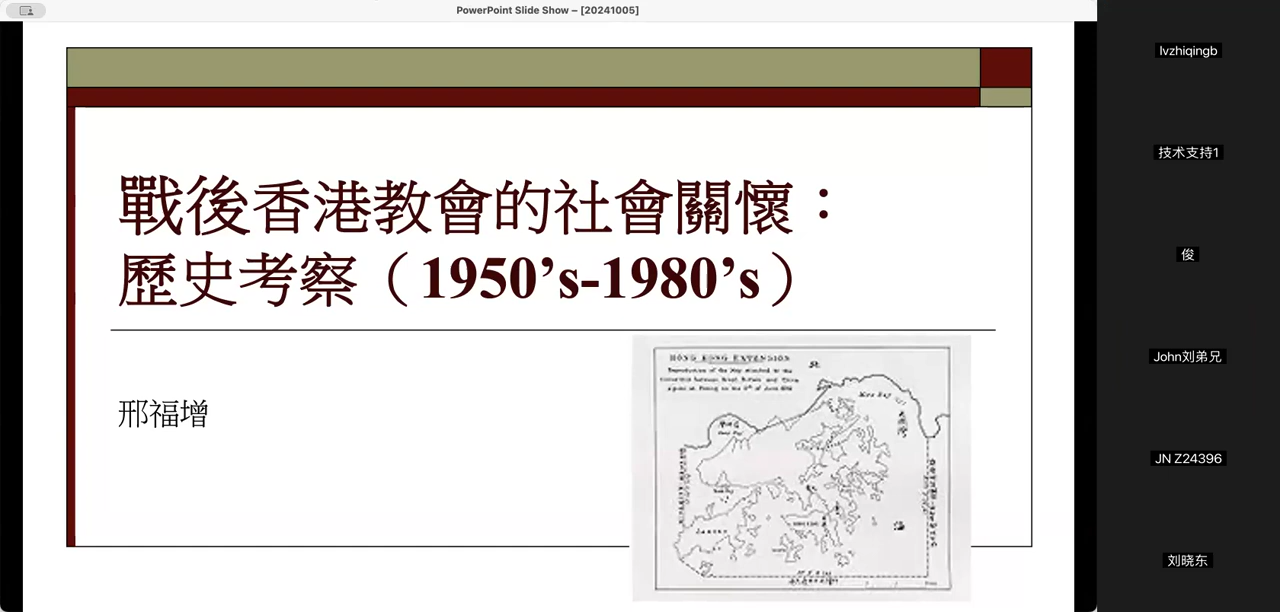 PowerPoint Slide Show – [20241005]
戰後香港教會的社會關懷：
歷史考察（1950’s-1980’s）
邢福增
HONG KONG EXTENSION
北
海
lvzhiqingb
技术支持1
俊
John刘弟兄
JN Z24396
刘晓东